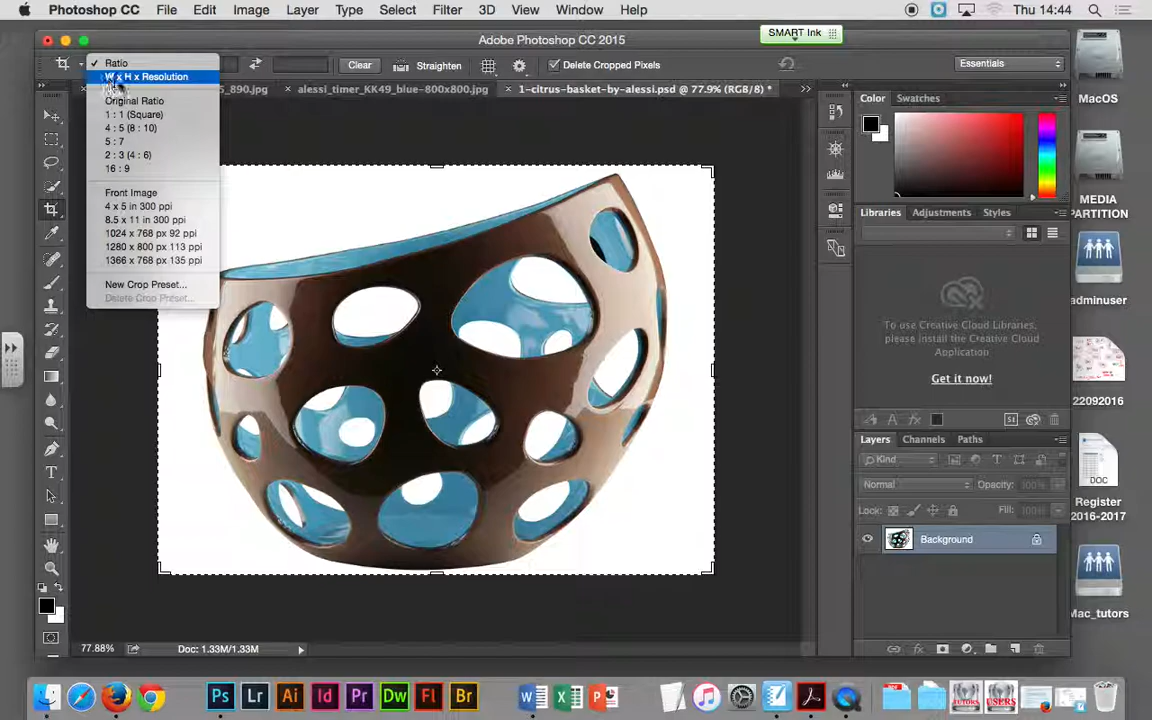 Photoshop CC File Edit Image Layer Type Select Filter 3D View Window Help Thu 14:44
SMART Ink
Adobe Photoshop CC 2015
Ratio
Clear Straighten Delete Cropped Pixels Essentials
W x H x Resolution
5_890.jpg alessi_timer_KK49_blue-800x800.jpg 1-citrus-basket-by-alessi.psd @ 77.9% (RGB/8) *
Original Ratio
1 : 1 (Square)
4 : 5 (8 : 10)
5 : 7
2 : 3 (4 : 6)
16 : 9
Front Image
4 x 5 in 300 ppi
8.5 x 11 in 300 ppi
1024 x 768 px 92 ppi
1280 x 800 px 113 ppi
1366 x 768 px 135 ppi
New Crop Preset...
Delete Crop Preset...
Color Swatches
Libraries Adjustments Styles
To use Creative Cloud Libraries,
please install the Creative Cloud
Application
Get it now!
Layers Channels Paths
Kind
Normal Opacity: 100%
Lock: Fill: 100%
Background
77.88% Doc: 1.33M/1.33M
MacOS
MEDIA
PARTITION
adminuser
22092016
DOC
Register
2016-2017
Mac_tutors
Ps Lr Ai Id Pr Dw Fl Br
TUTORS USERS